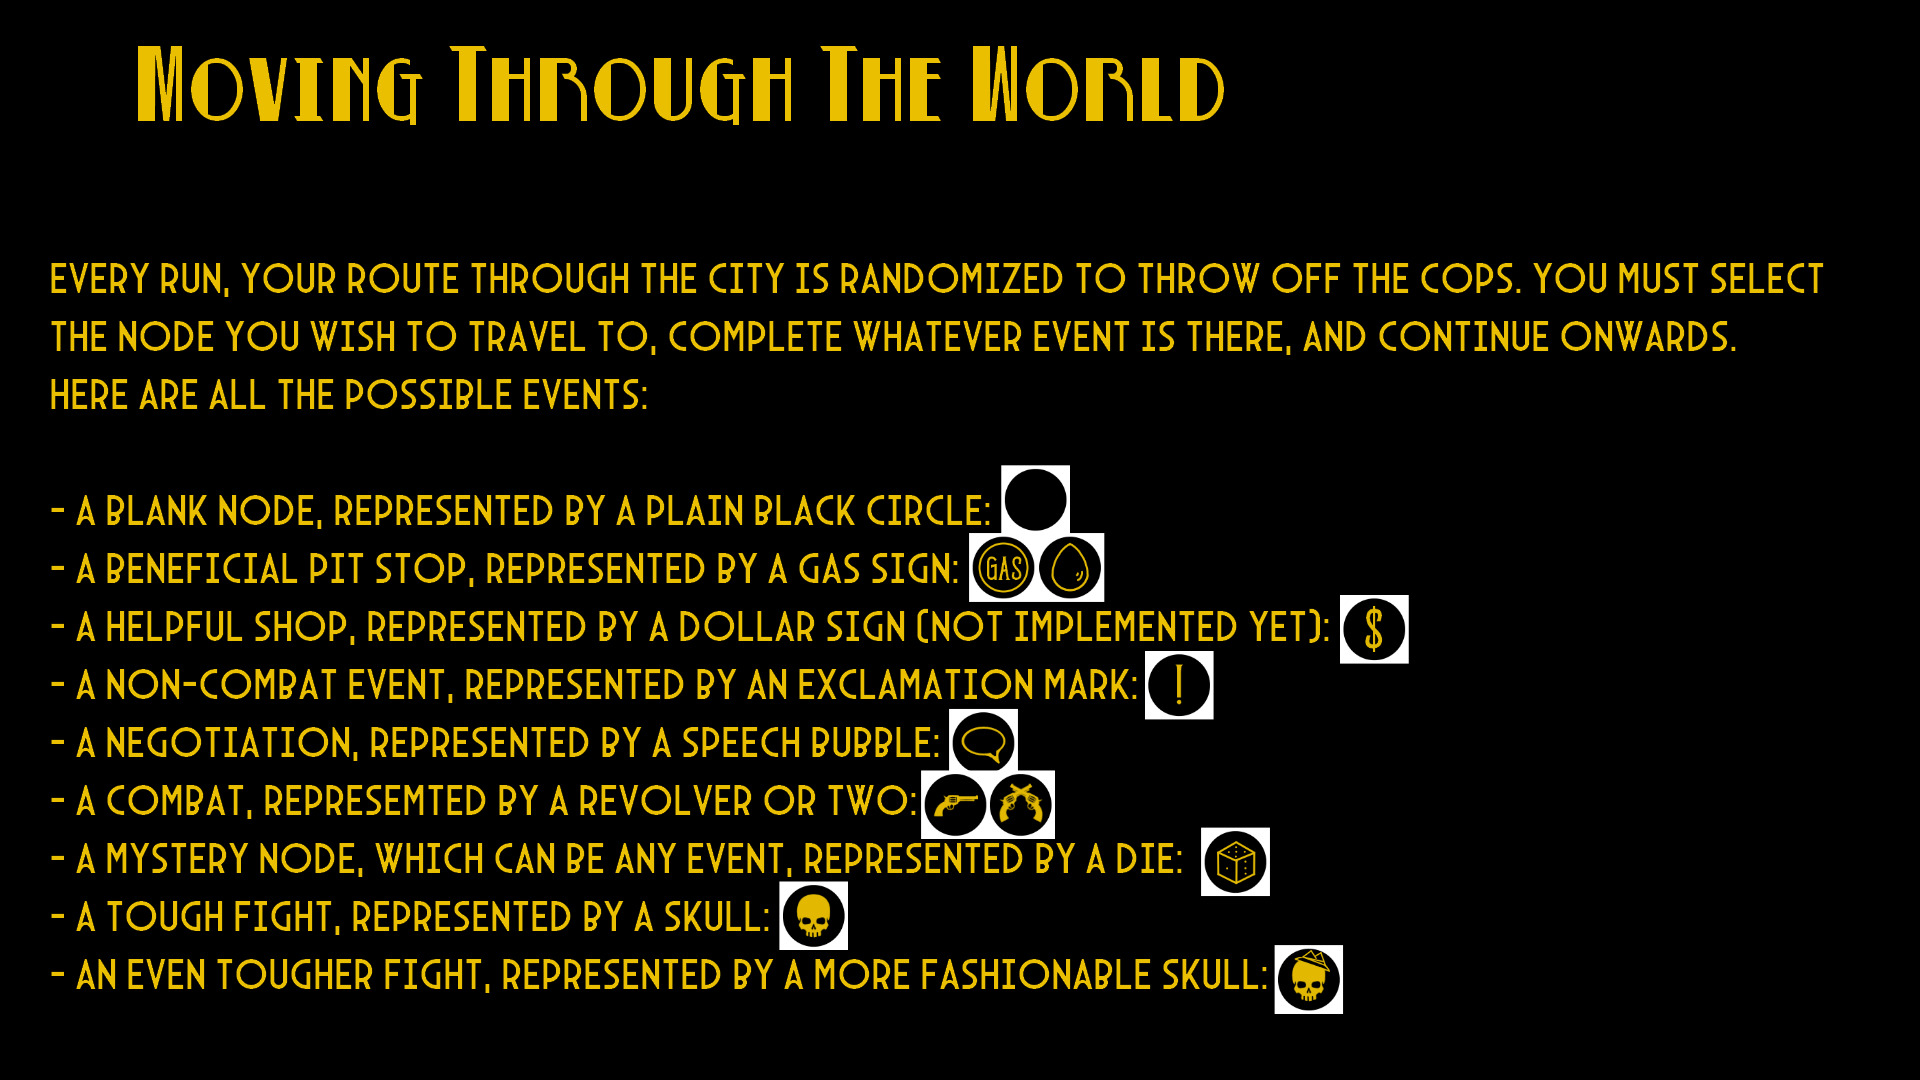 Moving Through The World
EVERY RUN, YOUR ROUTE THROUGH THE CITY IS RANDOMIZED TO THROW OFF THE COPS. YOU MUST SELECT
THE NODE YOU WISH TO TRAVEL TO, COMPLETE WHATEVER EVENT IS THERE, AND CONTINUE ONWARDS.
HERE ARE ALL THE POSSIBLE EVENTS:
- A BLANK NODE, REPRESENTED BY A PLAIN BLACK CIRCLE:
- A BENEFICIAL PIT STOP, REPRESENTED BY A GAS SIGN: GAS
- A HELPFUL SHOP, REPRESENTED BY A DOLLAR SIGN (NOT IMPLEMENTED YET): $
- A NON-COMBAT EVENT, REPRESENTED BY AN EXCLAMATION MARK: !
- A NEGOTIATION, REPRESENTED BY A SPEECH BUBBLE:
- A COMBAT, REPRESEMTED BY A REVOLVER OR TWO:
- A MYSTERY NODE, WHICH CAN BE ANY EVENT, REPRESENTED BY A DIE:
- A TOUGH FIGHT, REPRESENTED BY A SKULL:
- AN EVEN TOUGHER FIGHT, REPRESENTED BY A MORE FASHIONABLE SKULL: